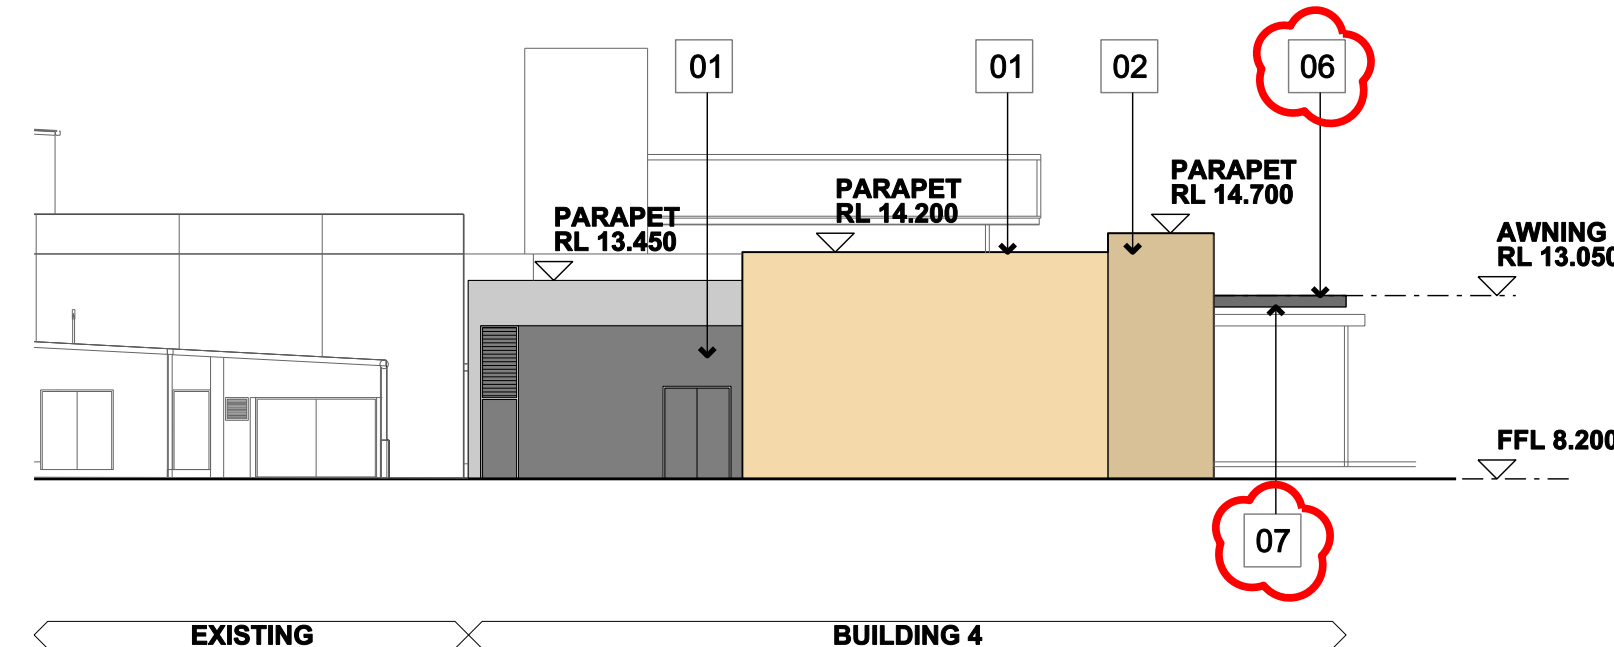 01
01
02
06
PARAPET
RL 13.450
PARAPET
RL 14.200
PARAPET
RL 14.700
AWNING
RL 13.050
FFL 8.200
07
EXISTING
BUILDING 4